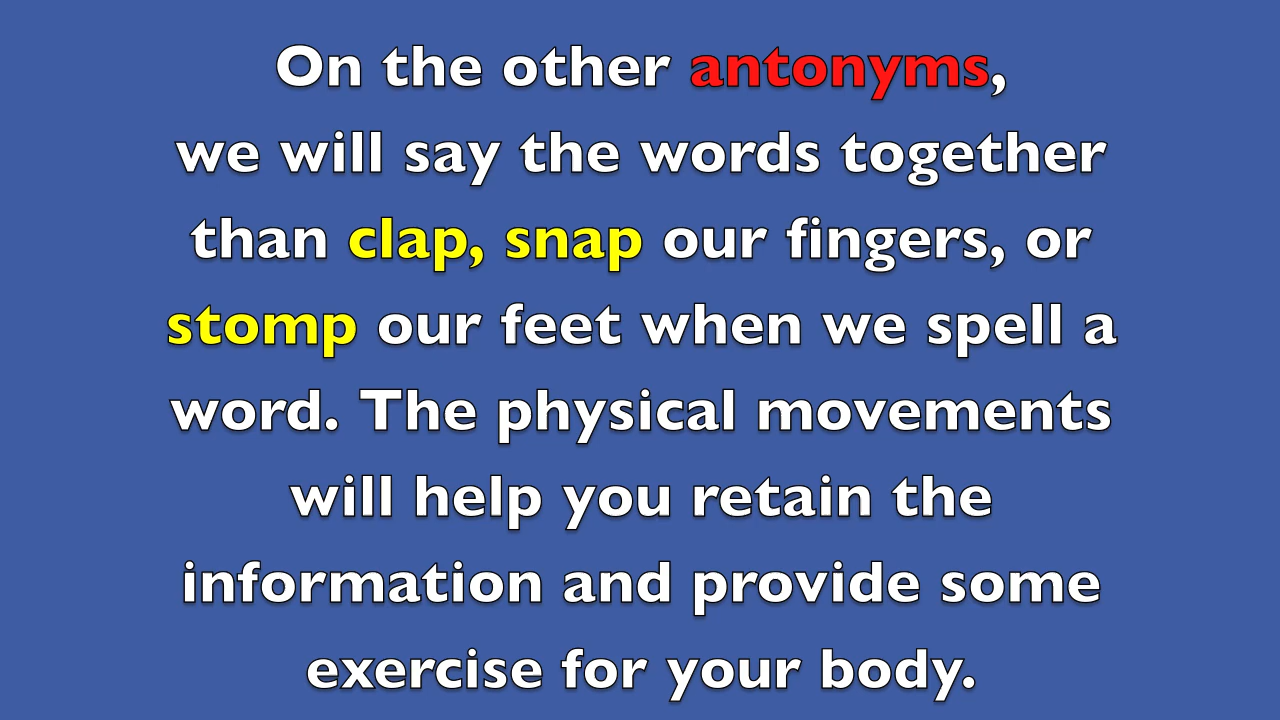 On the other antonyms,
we will say the words together
than clap, snap our fingers, or
stomp our feet when we spell a
word. The physical movements
will help you retain the
information and provide some
exercise for your body.